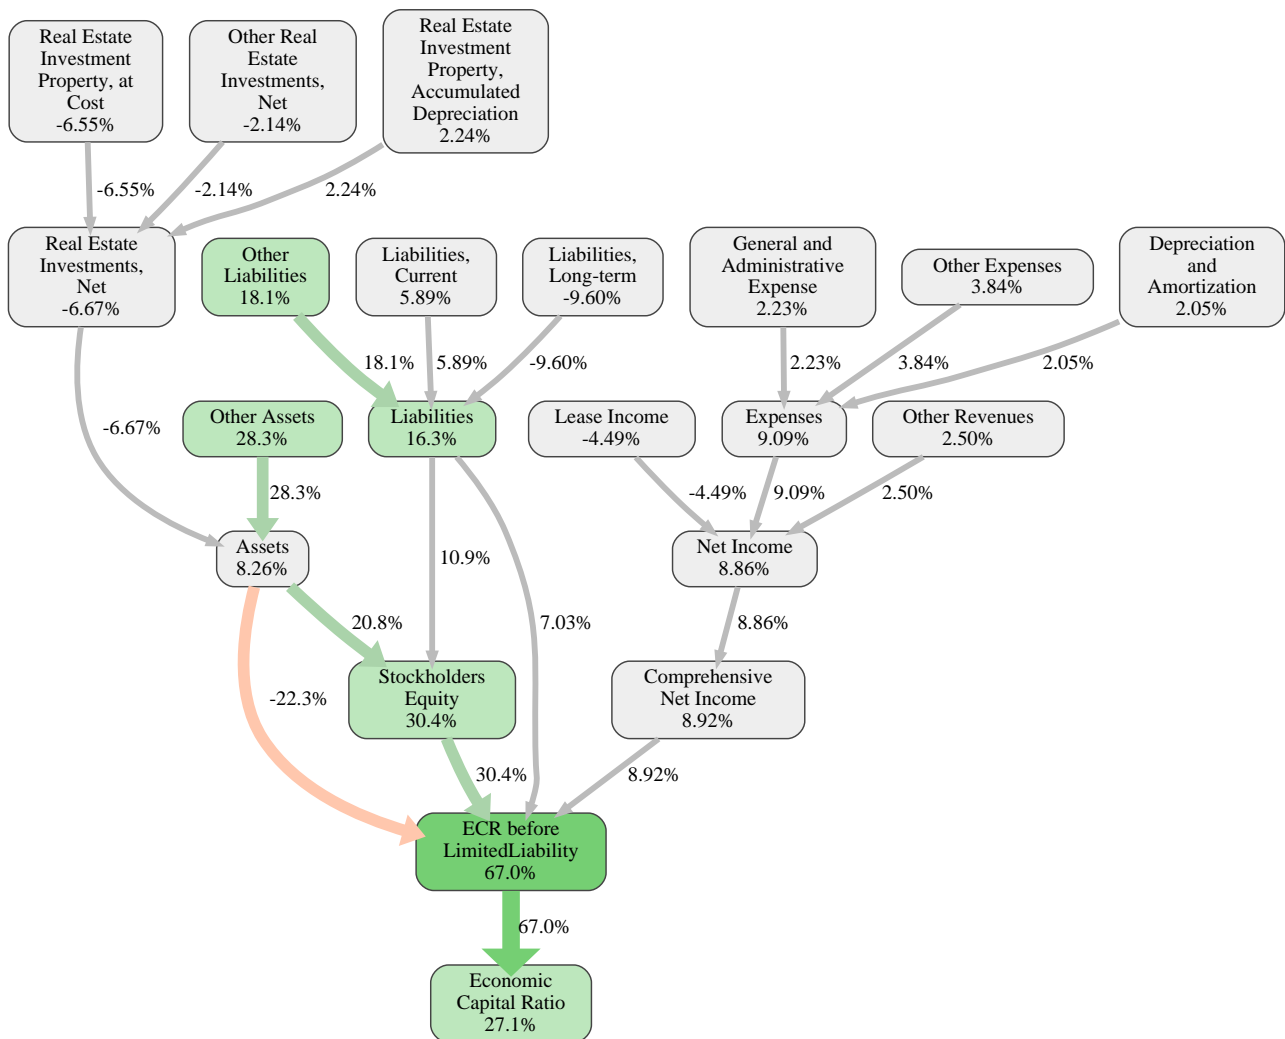 Real Estate
Investment
Property, at
Cost
-6.55%
Other Real
Estate
Investments,
Net
-2.14%
Real Estate
Investment
Property,
Accumulated
Depreciation
2.24%
-6.55%
-2.14%
2.24%
Real Estate
Investments,
Net
-6.67%
Other
Liabilities
18.1%
Liabilities,
Current
5.89%
Liabilities,
Long-term
-9.60%
General and
Administrative
Expense
2.23%
Other Expenses
3.84%
Depreciation
and
Amortization
2.05%
18.1%
5.89%
-9.60%
2.23%
3.84%
2.05%
-6.67%
Other Assets
28.3%
Liabilities
16.3%
Lease Income
-4.49%
Expenses
9.09%
Other Revenues
2.50%
28.3%
-4.49%
9.09%
2.50%
Assets
8.26%
10.9%
Net Income
8.86%
20.8%
7.03%
8.86%
-22.3%
Stockholders
Equity
30.4%
Comprehensive
Net Income
8.92%
30.4%
8.92%
ECR before
LimitedLiability
67.0%
67.0%
Economic
Capital Ratio
27.1%